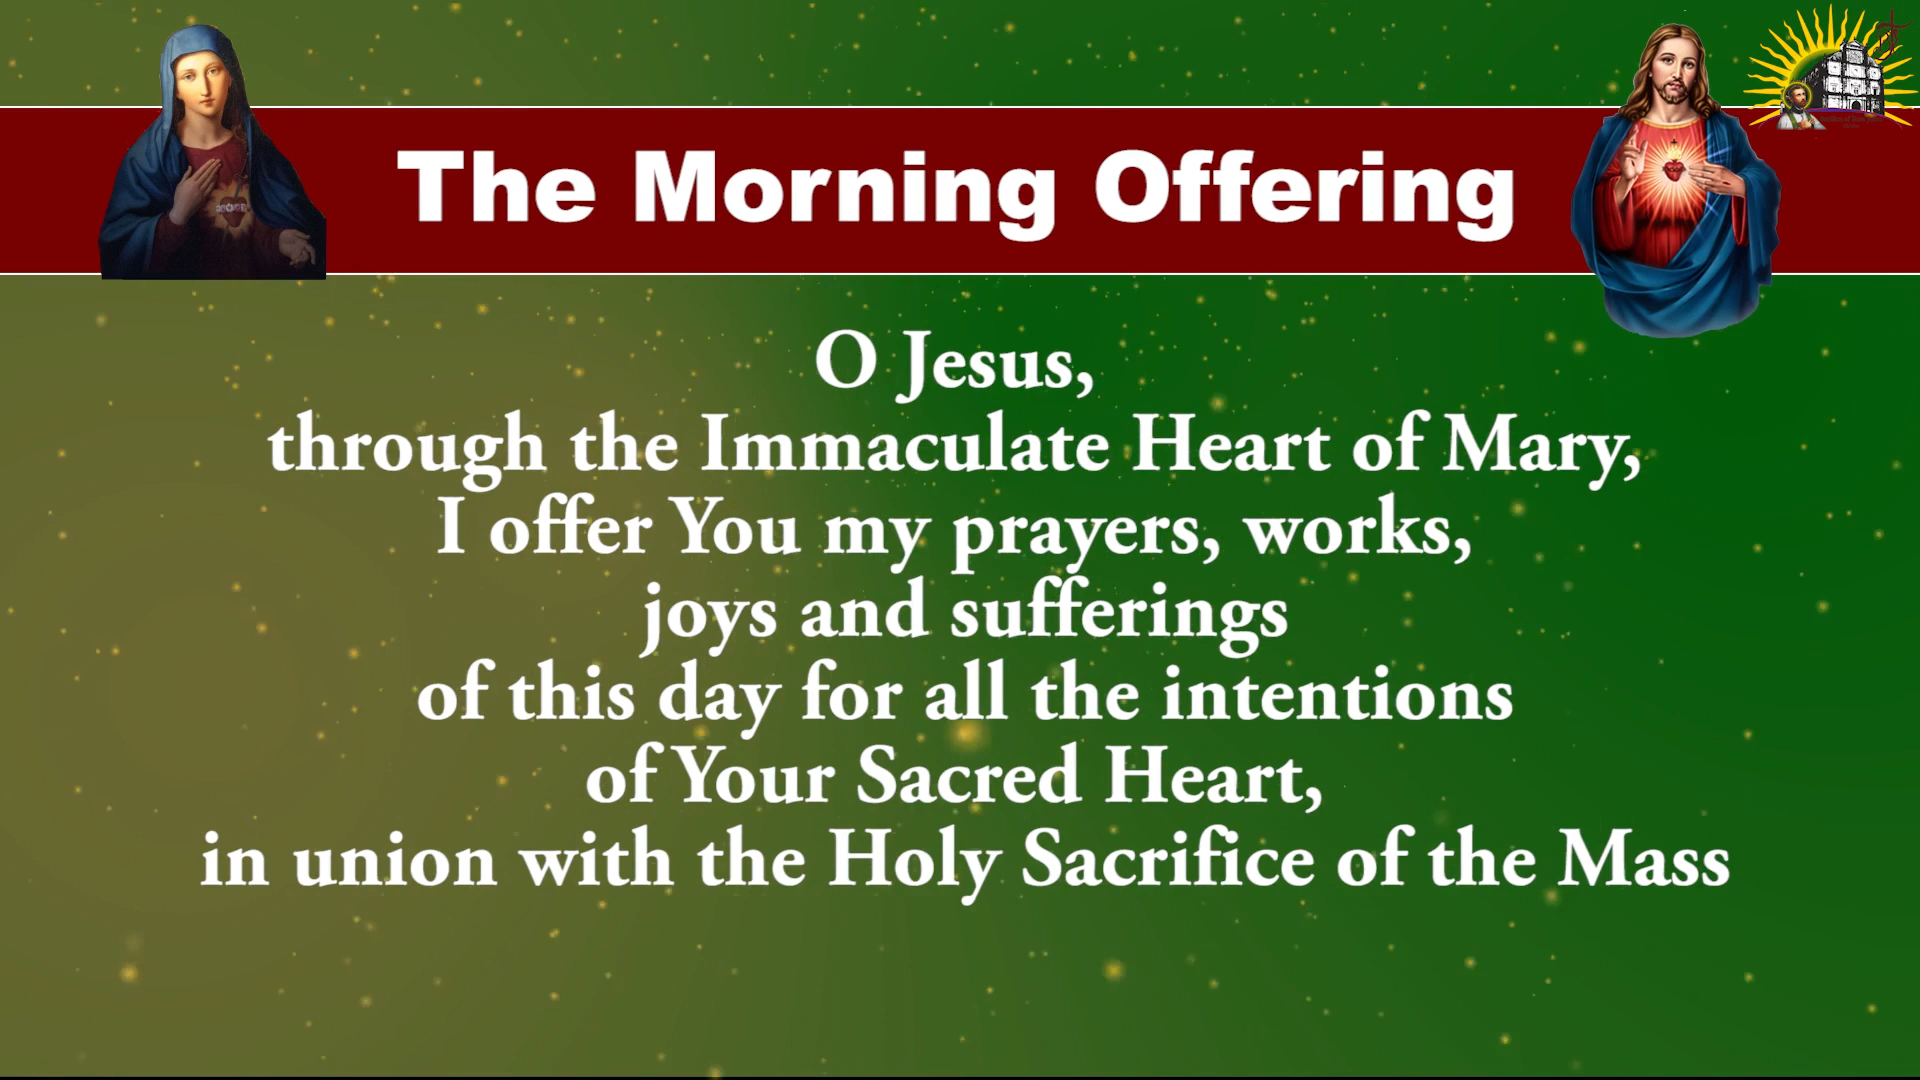 The Morning Offering
O Jesus,
through the Immaculate Heart of Mary,
I offer You my prayers, works,
joys and sufferings
of this day for all the intentions
of Your Sacred Heart,
in union with the Holy Sacrifice of the Mass